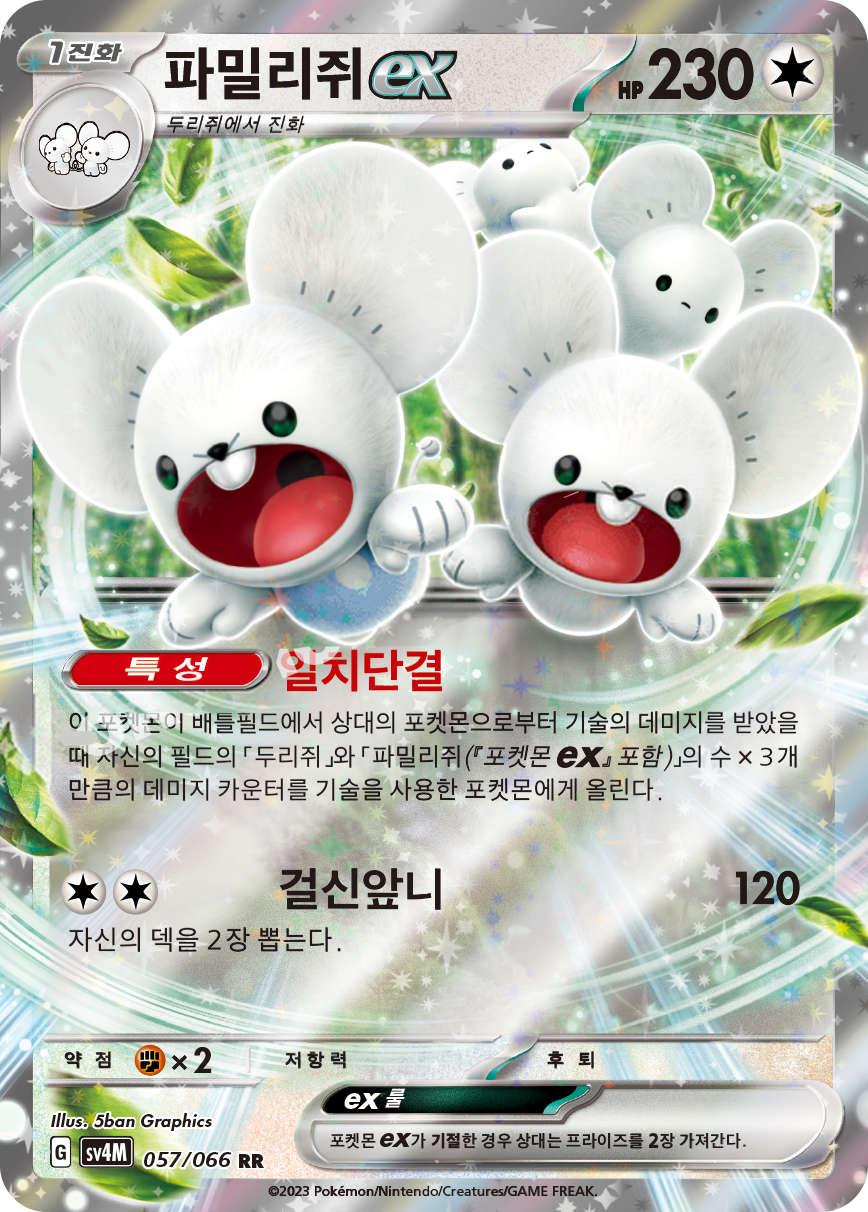 1진화
파밀리쥐ex
HP 230
두리쥐에서 진화
특성 일치단결
이 포켓몬이 배틀필드에서 상대의 포켓몬으로부터 기술의 데미지를 받았을
때 자신의 필드의 「두리쥐」와 「파밀리쥐(『포켓몬 ex』 포함)」의 수 × 3개
만큼의 데미지 카운터를 기술을 사용한 포켓몬에게 올린다.
걸신앞니 120
자신의 덱을 2장 뽑는다.
약점 ×2 저항력 후퇴
ex룰
포켓몬 ex가 기절한 경우 상대는 프라이즈를 2장 가져간다.
Illus. 5ban Graphics
G sv4M 057/066 RR
©2023 Pokémon/Nintendo/Creatures/GAME FREAK.